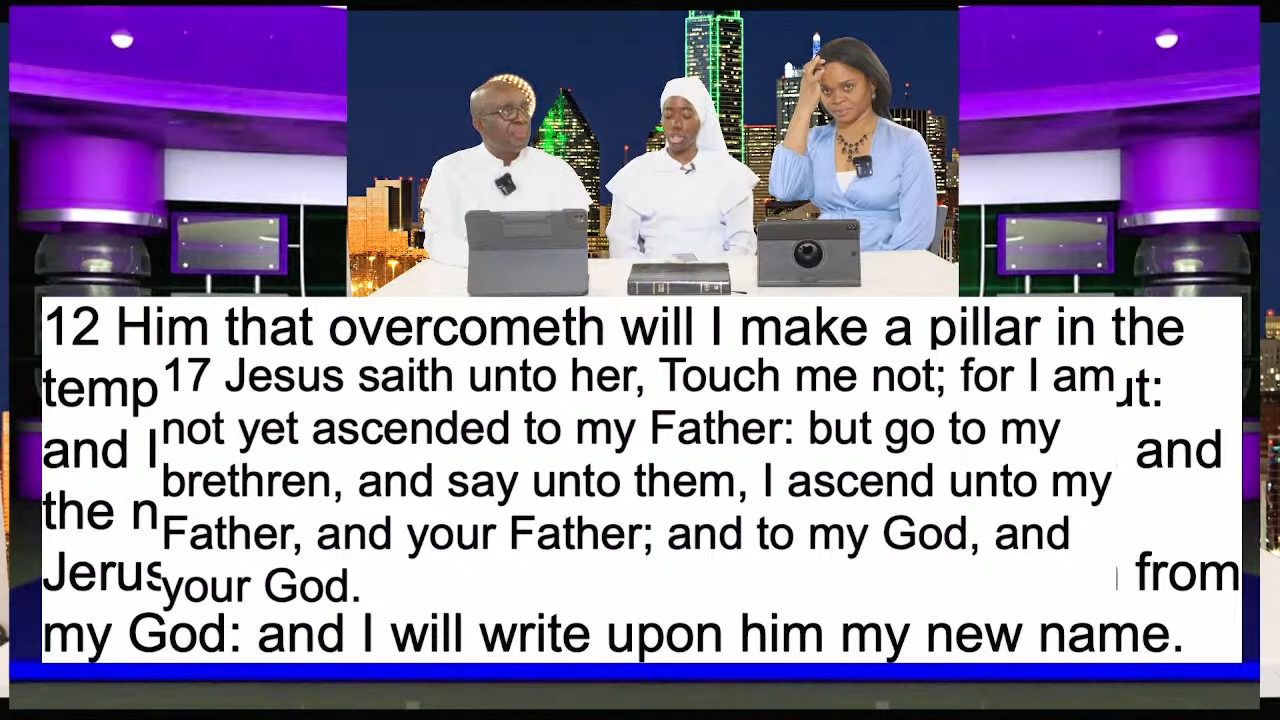 12 Him that overcometh will I make a pillar in the
temp
17 Jesus saith unto her, Touch me not; for I am
not yet ascended to my Father: but go to my
and I
and
brethren, and say unto them, I ascend unto my
the n
Father, and your Father; and to my God, and
Jerus
from
your God.
my God: and I will write upon him my new name.